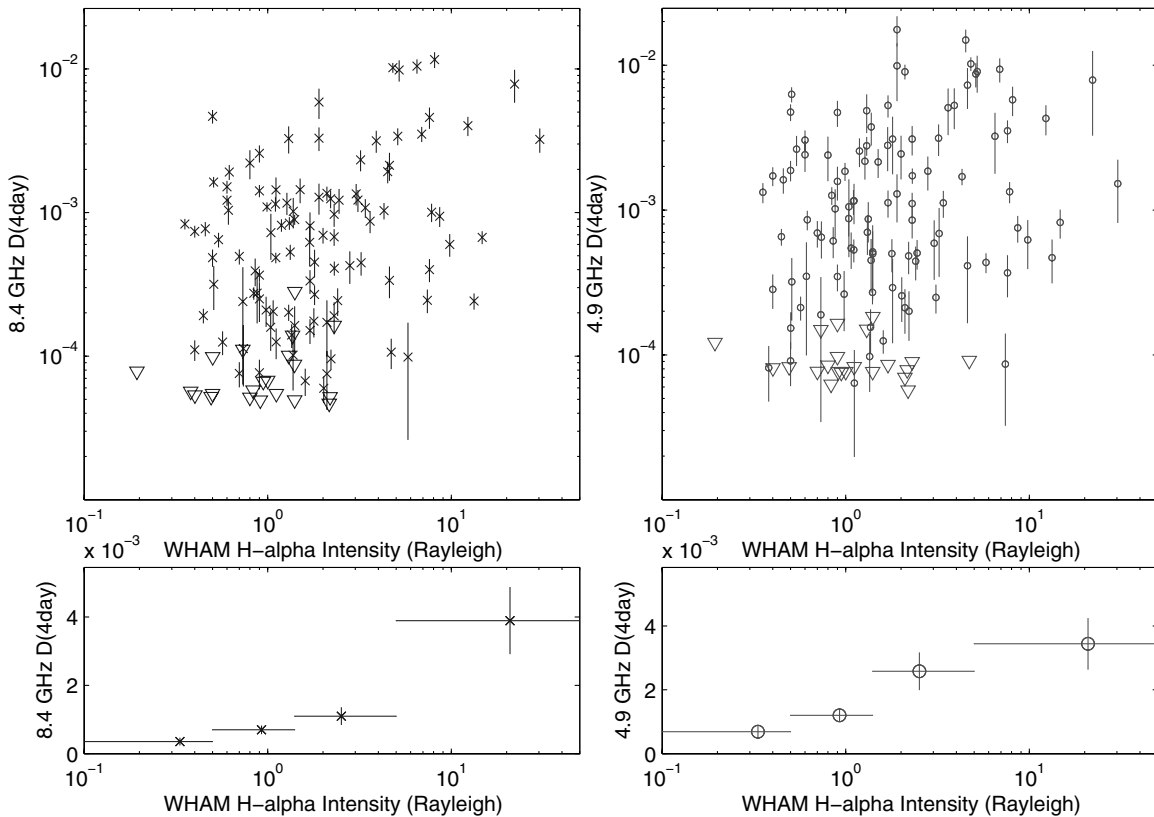 8.4 GHz D(4day)
10⁻²
10⁻³
10⁻⁴
10⁻¹ 10⁰ 10¹
WHAM H−alpha Intensity (Rayleigh)
4.9 GHz D(4day)
10⁻²
10⁻³
10⁻⁴
10⁻¹ 10⁰ 10¹
WHAM H−alpha Intensity (Rayleigh)
x 10⁻³
8.4 GHz D(4day)
4
2
0
10⁻¹ 10⁰ 10¹
WHAM H−alpha Intensity (Rayleigh)
x 10⁻³
4.9 GHz D(4day)
4
2
0
10⁻¹ 10⁰ 10¹
WHAM H−alpha Intensity (Rayleigh)